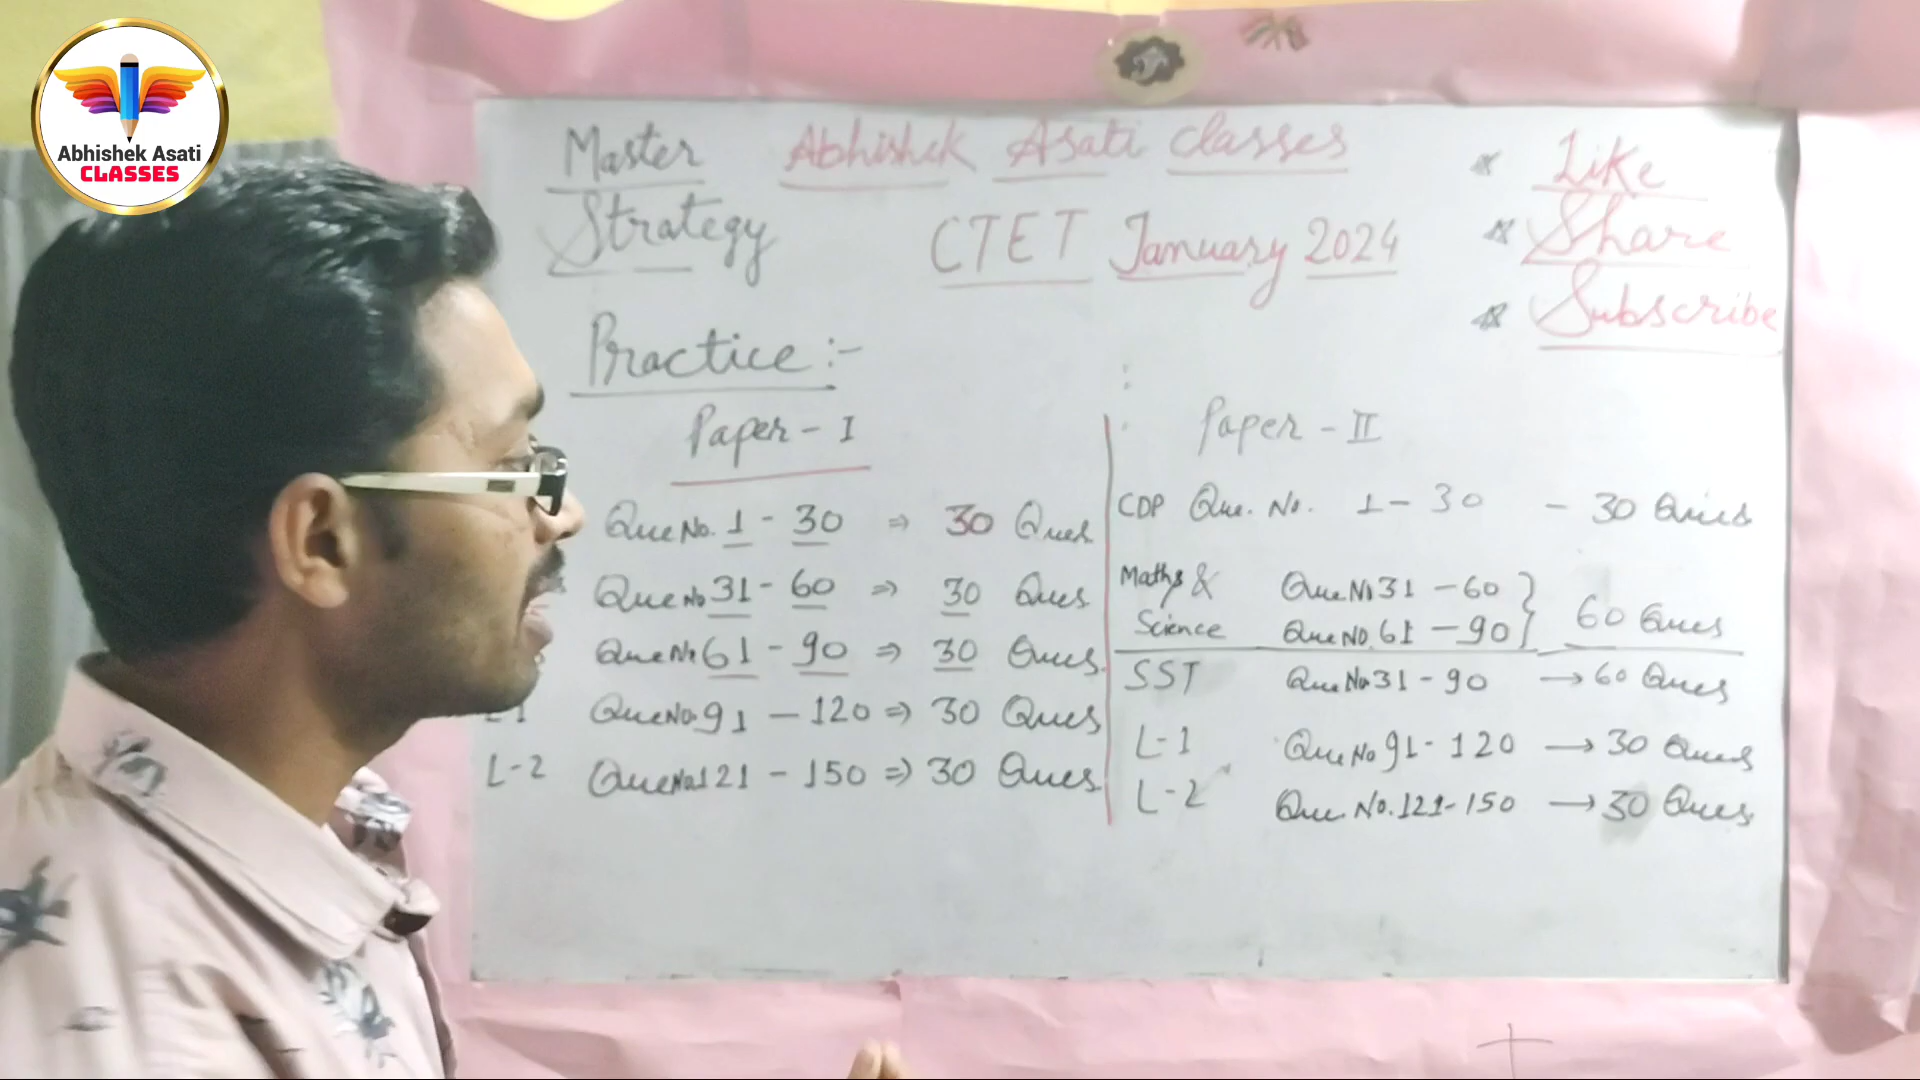 Abhishek Asati
CLASSES
Master Abhishek Asati classes
Strategy CTET January 2024
* Like
* Share
* Subscribe
Practice :-
Paper - I
Que No. 1 - 30 ⇒ 30 Ques
Que No 31 - 60 ⇒ 30 Ques
Que No 61 - 90 ⇒ 30 Ques.
Que No. 91 - 120 ⇒ 30 Ques
L-2 Que No. 121 - 150 ⇒ 30 Ques
Paper - II
CDP Que. No. 1 - 30 - 30 Ques
Maths & Que No 31 - 60 }
Science Que No. 61 - 90 } 60 Ques
SST Que No 31 - 90 → 60 Ques
L-1 Que No 91 - 120 → 30 Ques
L-2 Que. No. 121 - 150 → 30 Ques